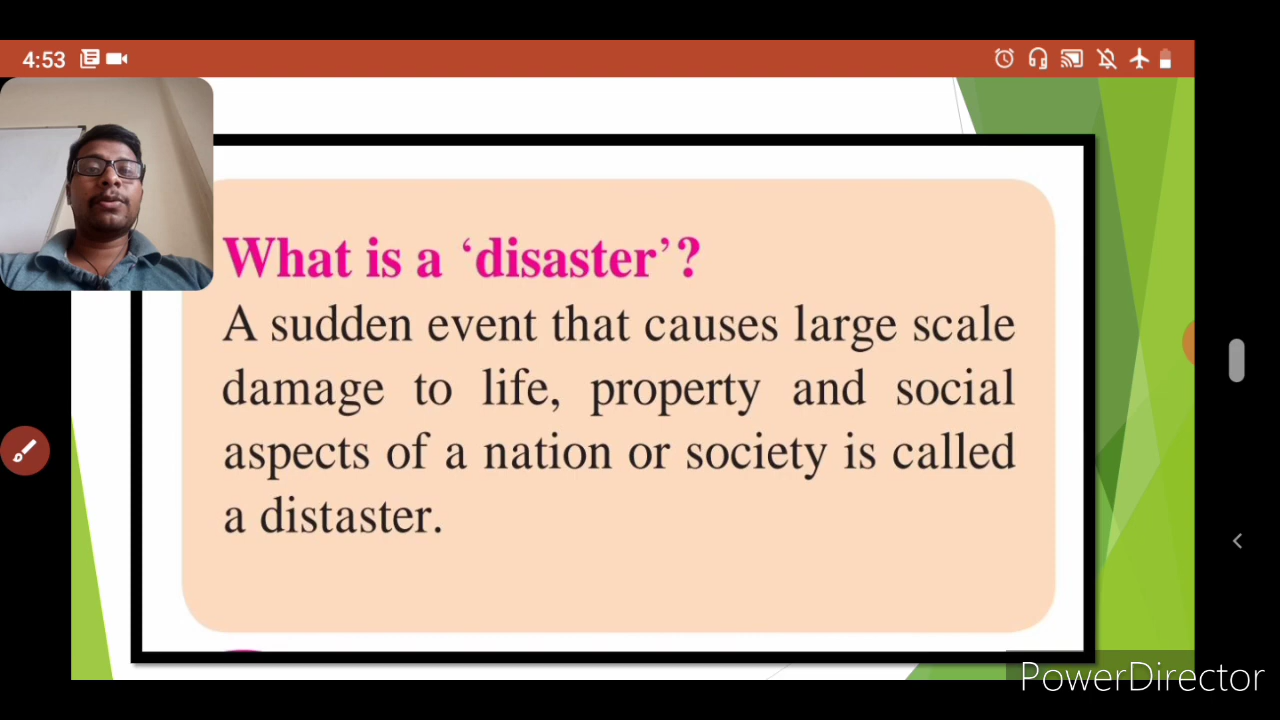 4:53
What is a ‘disaster’?
A sudden event that causes large scale
damage to life, property and social
aspects of a nation or society is called
a distaster.
PowerDirector